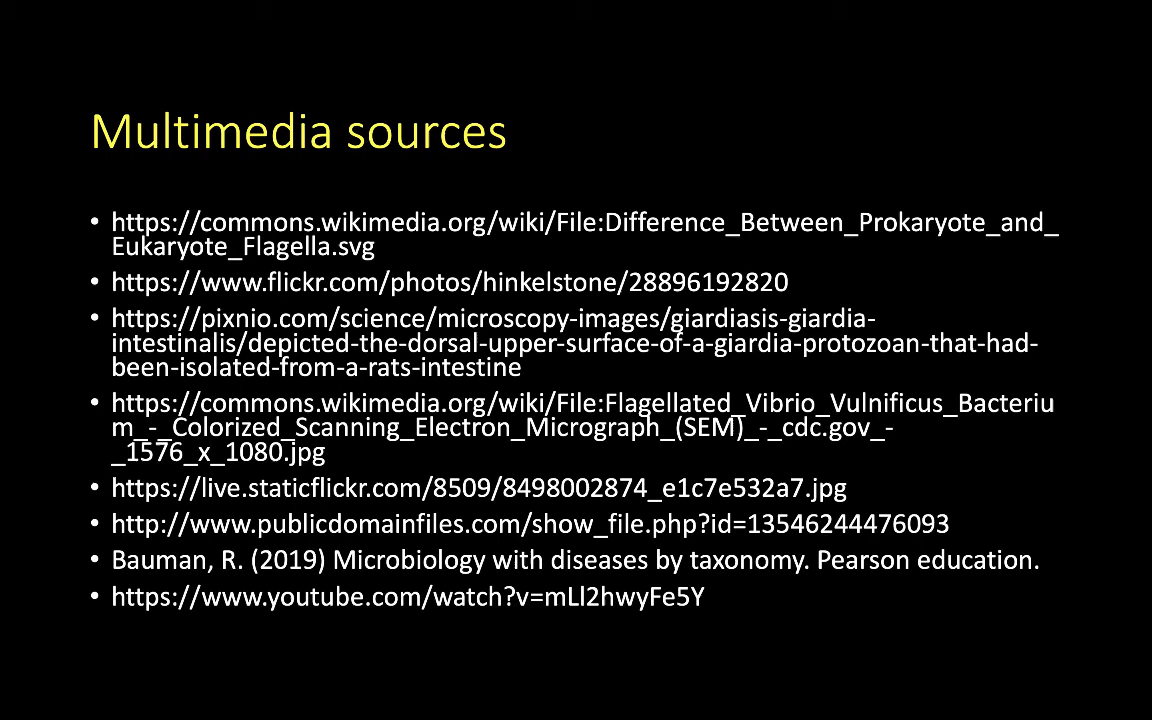 Multimedia sources
• https://commons.wikimedia.org/wiki/File:Difference_Between_Prokaryote_and_
Eukaryote_Flagella.svg
• https://www.flickr.com/photos/hinkelstone/28896192820
• https://pixnio.com/science/microscopy-images/giardiasis-giardia-
intestinalis/depicted-the-dorsal-upper-surface-of-a-giardia-protozoan-that-had-
been-isolated-from-a-rats-intestine
• https://commons.wikimedia.org/wiki/File:Flagellated_Vibrio_Vulnificus_Bacteriu
m_-_Colorized_Scanning_Electron_Micrograph_(SEM)_-_cdc.gov_-
_1576_x_1080.jpg
• https://live.staticflickr.com/8509/8498002874_e1c7e532a7.jpg
• http://www.publicdomainfiles.com/show_file.php?id=13546244476093
• Bauman, R. (2019) Microbiology with diseases by taxonomy. Pearson education.
• https://www.youtube.com/watch?v=mLl2hwyFe5Y